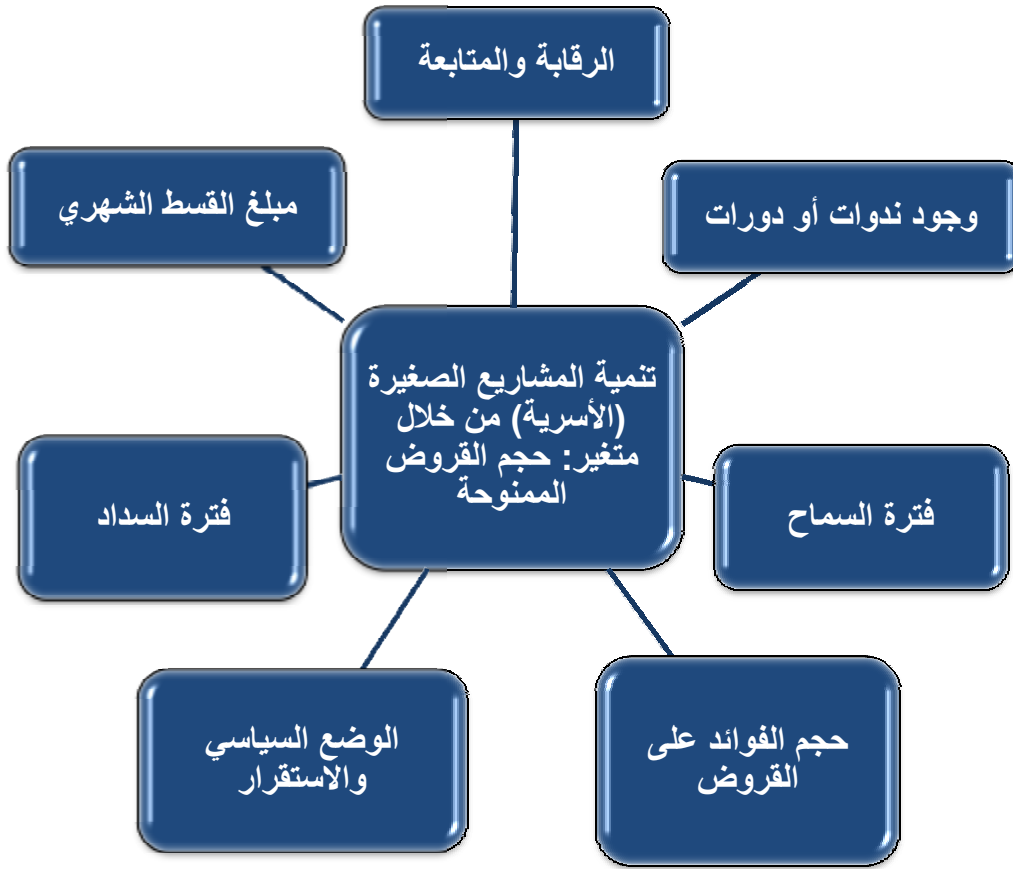 الرقابة والمتابعة
وجود ندوات أو دورات
مبلغ القسط الشهري
تنمية المشاريع الصغيرة
(الأسرية) من خلال
متغير: حجم القروض
الممنوحة
فترة السماح
فترة السداد
حجم الفوائد على
القروض
الوضع السياسي
والاستقرار